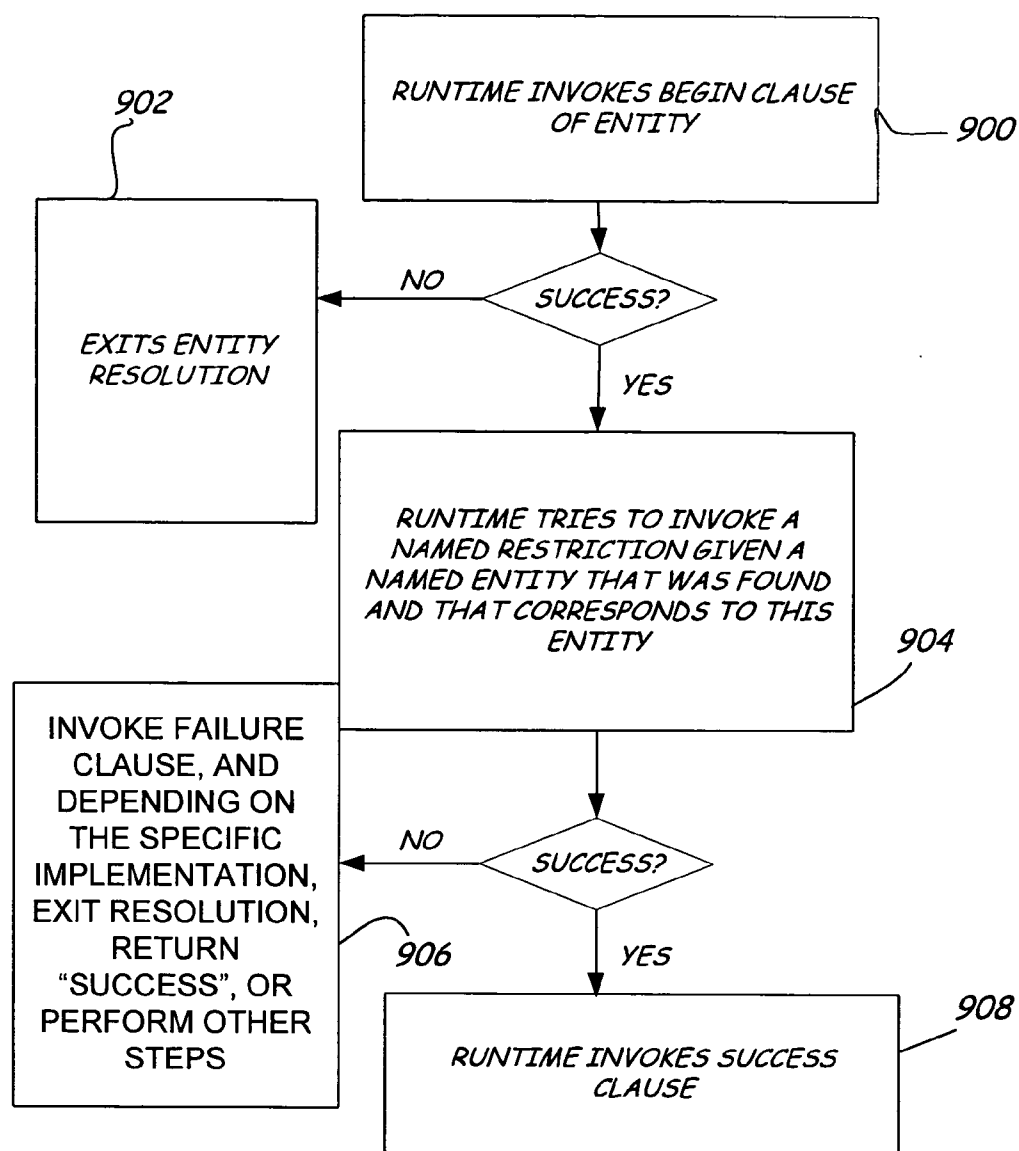 RUNTIME INVOKES BEGIN CLAUSE
OF ENTITY
900
902
SUCCESS?
NO
EXITS ENTITY
RESOLUTION
YES
RUNTIME TRIES TO INVOKE A
NAMED RESTRICTION GIVEN A
NAMED ENTITY THAT WAS FOUND
AND THAT CORRESPONDS TO THIS
ENTITY
904
SUCCESS?
NO
INVOKE FAILURE
CLAUSE, AND
DEPENDING ON
THE SPECIFIC
IMPLEMENTATION,
EXIT RESOLUTION,
RETURN
“SUCCESS”, OR
PERFORM OTHER
STEPS
906
YES
908
RUNTIME INVOKES SUCCESS
CLAUSE